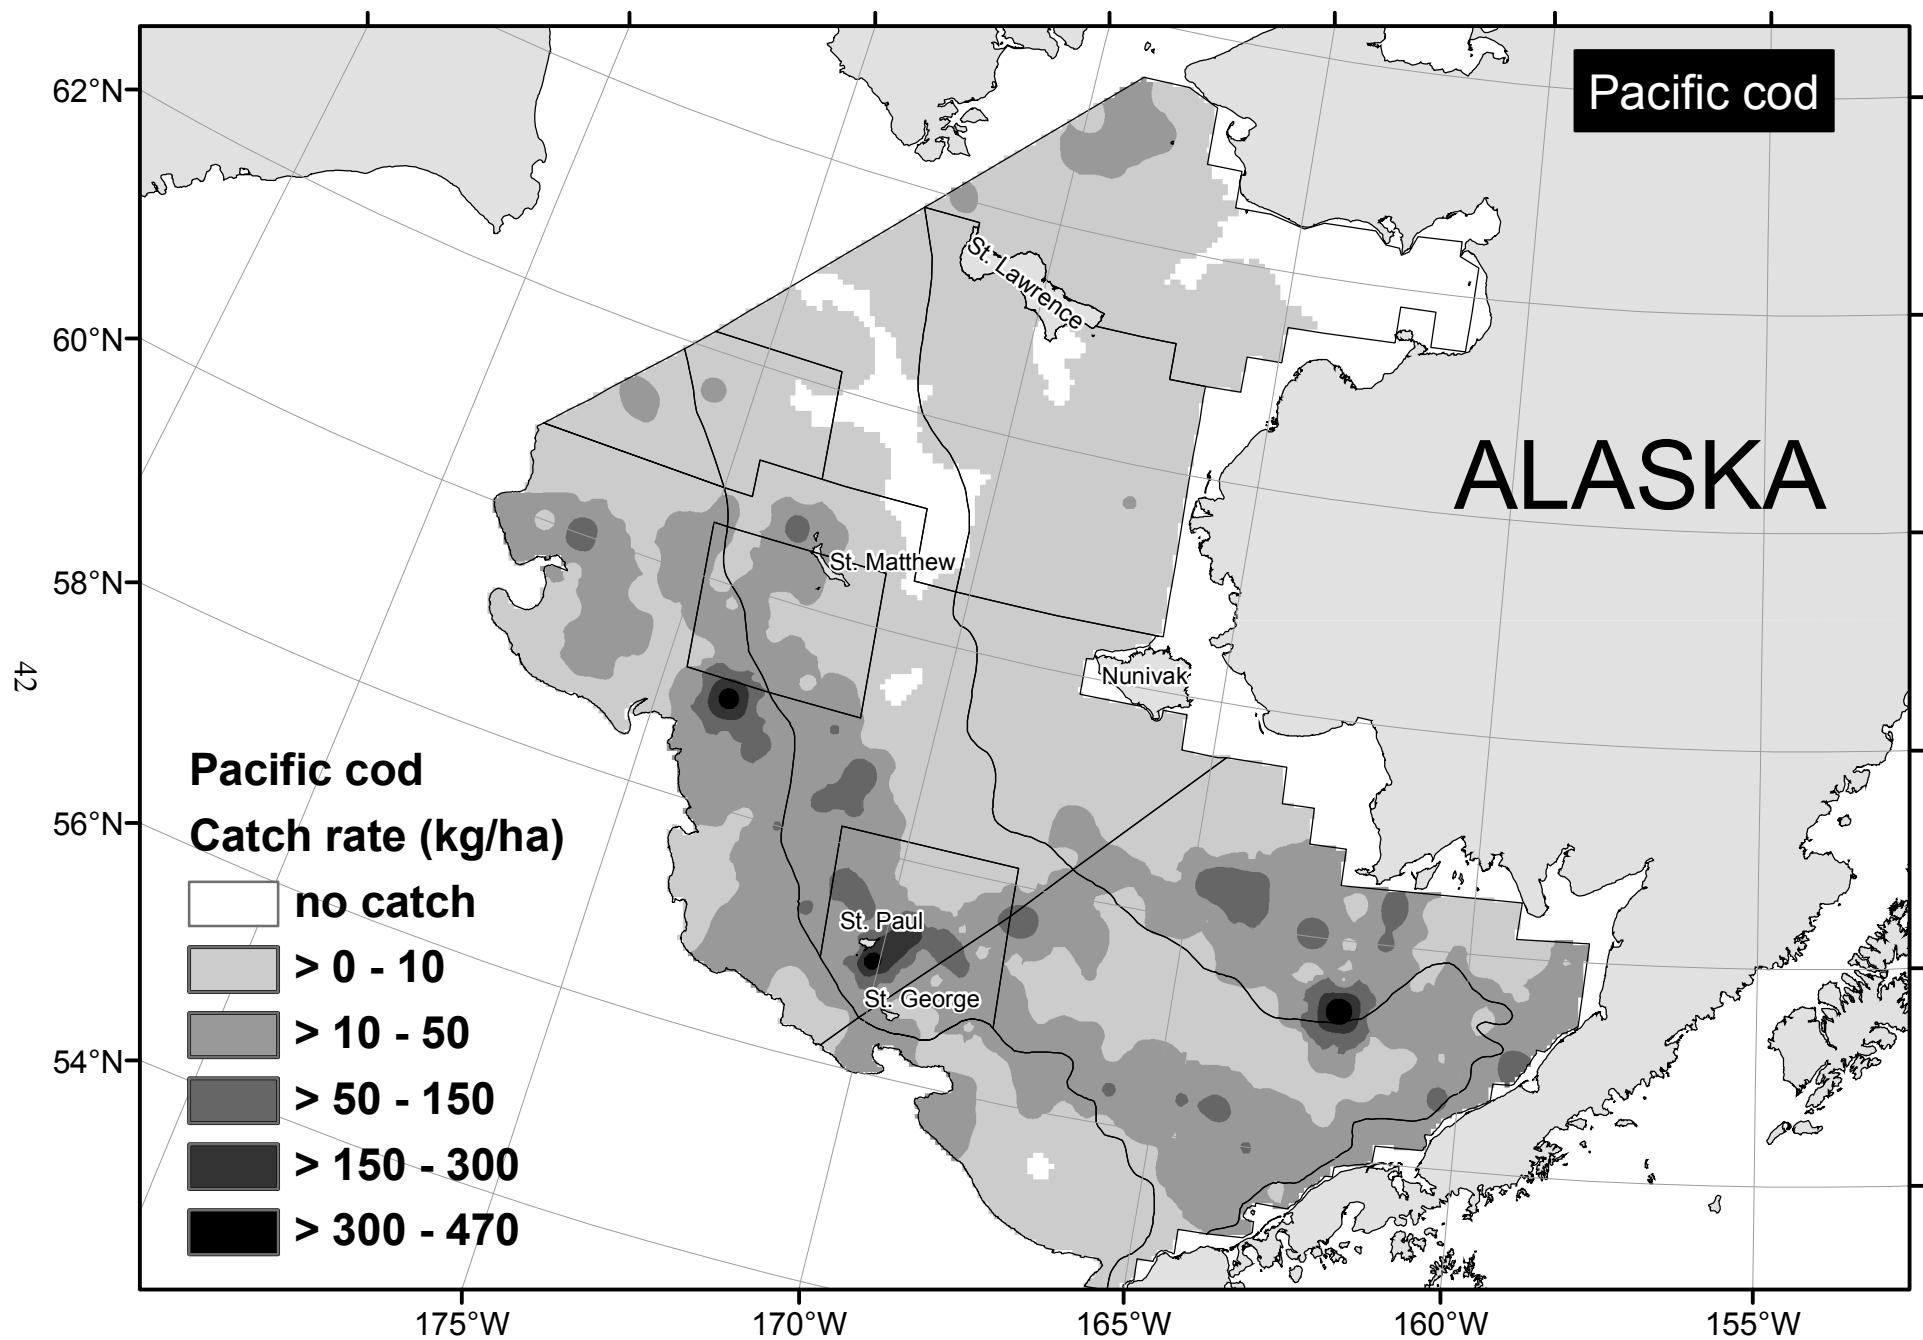 Pacific cod
62°N
60°N
58°N
56°N
54°N
St. Lawrence
ALASKA
St. Matthew
Nunivak
St. Paul
St. George
42
Pacific cod
Catch rate (kg/ha)
no catch
> 0 - 10
> 10 - 50
> 50 - 150
> 150 - 300
> 300 - 470
175°W
170°W
165°W
160°W
155°W